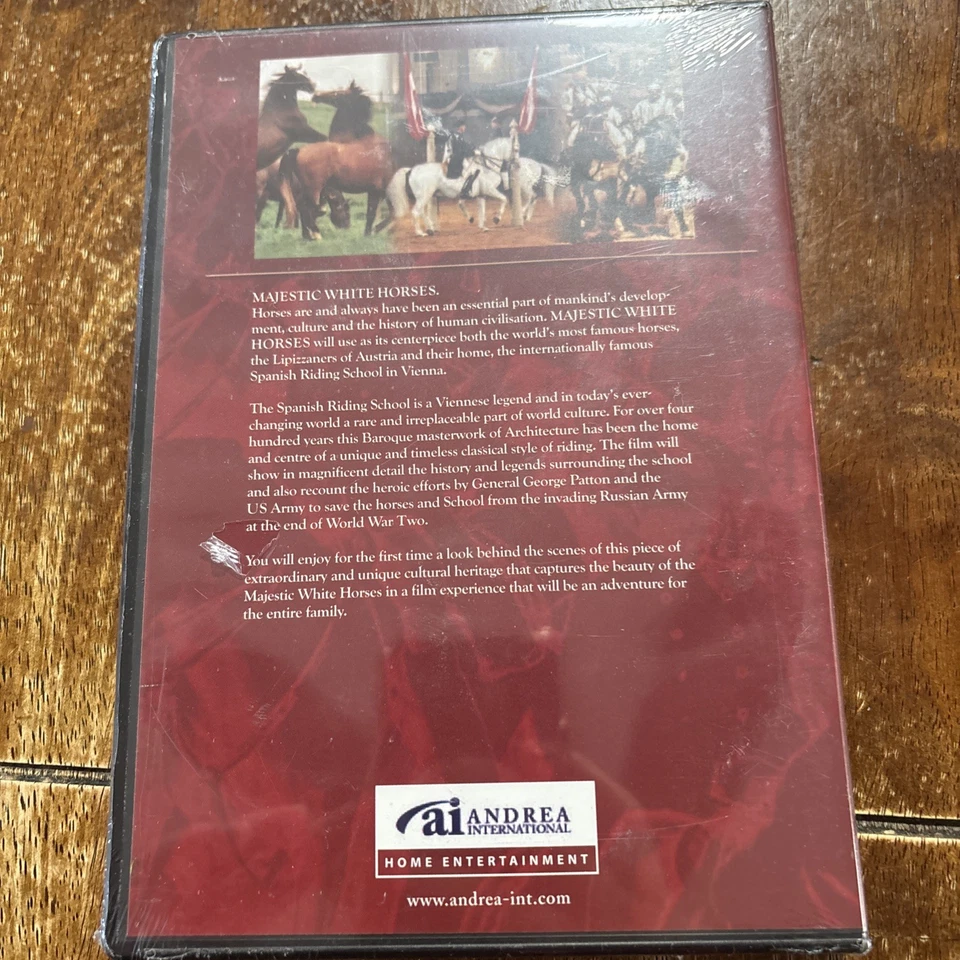 MAJESTIC WHITE HORSES.
Horses are and always have been an essential part of mankind's develop-
ment, culture and the history of human civilisation. MAJESTIC WHITE
HORSES will use as its centerpiece both the world's most famous horses,
the Lipizzaners of Austria and their home, the internationally famous
Spanish Riding School in Vienna.
The Spanish Riding School is a Viennese legend and in today's ever-
changing world a rare and irreplaceable part of world culture. For over four
hundred years this Baroque masterwork of Architecture has been the home
and centre of a unique and timeless classical style of riding. The film will
show in magnificent detail the history and legends surrounding the school
and also recount the heroic efforts by General George Patton and the
US Army to save the horses and School from the invading Russian Army
at the end of World War Two.
You will enjoy for the first time a look behind the scenes of this piece of
extraordinary and unique cultural heritage that captures the beauty of the
Majestic White Horses in a film experience that will be an adventure for
the entire family.
ai ANDREA
INTERNATIONAL
HOME ENTERTAINMENT
www.andrea-int.com